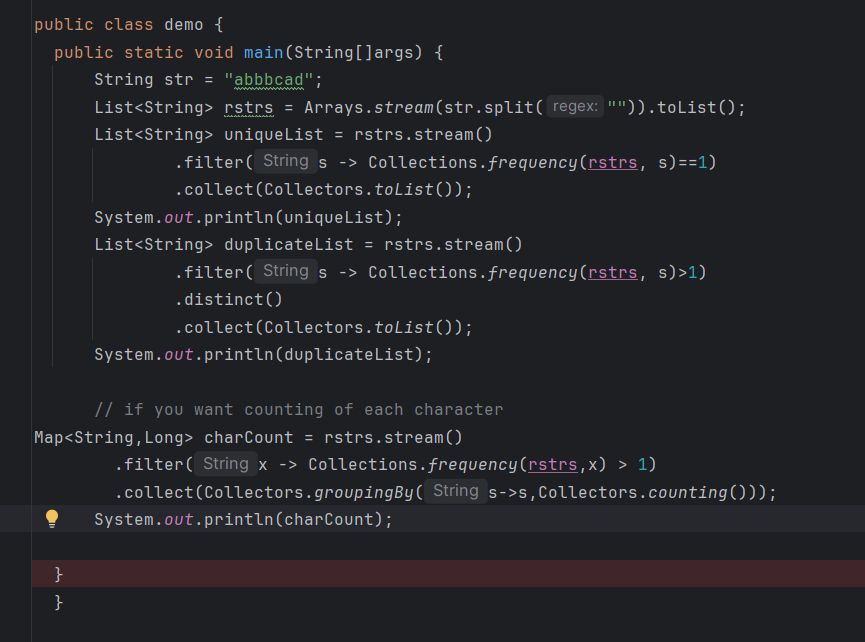 public class demo {
public static void main(String[]args) {
String str = "abbbcad";
List<String> rstrs = Arrays.stream(str.split( regex: "")).toList();
List<String> uniqueList = rstrs.stream()
.filter( String s -> Collections.frequency(rstrs, s)==1)
.collect(Collectors.toList());
System.out.println(uniqueList);
List<String> duplicateList = rstrs.stream()
.filter( String s -> Collections.frequency(rstrs, s)>1)
.distinct()
.collect(Collectors.toList());
System.out.println(duplicateList);
// if you want counting of each character
Map<String,Long> charCount = rstrs.stream()
.filter( String x -> Collections.frequency(rstrs,x) > 1)
.collect(Collectors.groupingBy( String s->s,Collectors.counting()));
System.out.println(charCount);
}
}